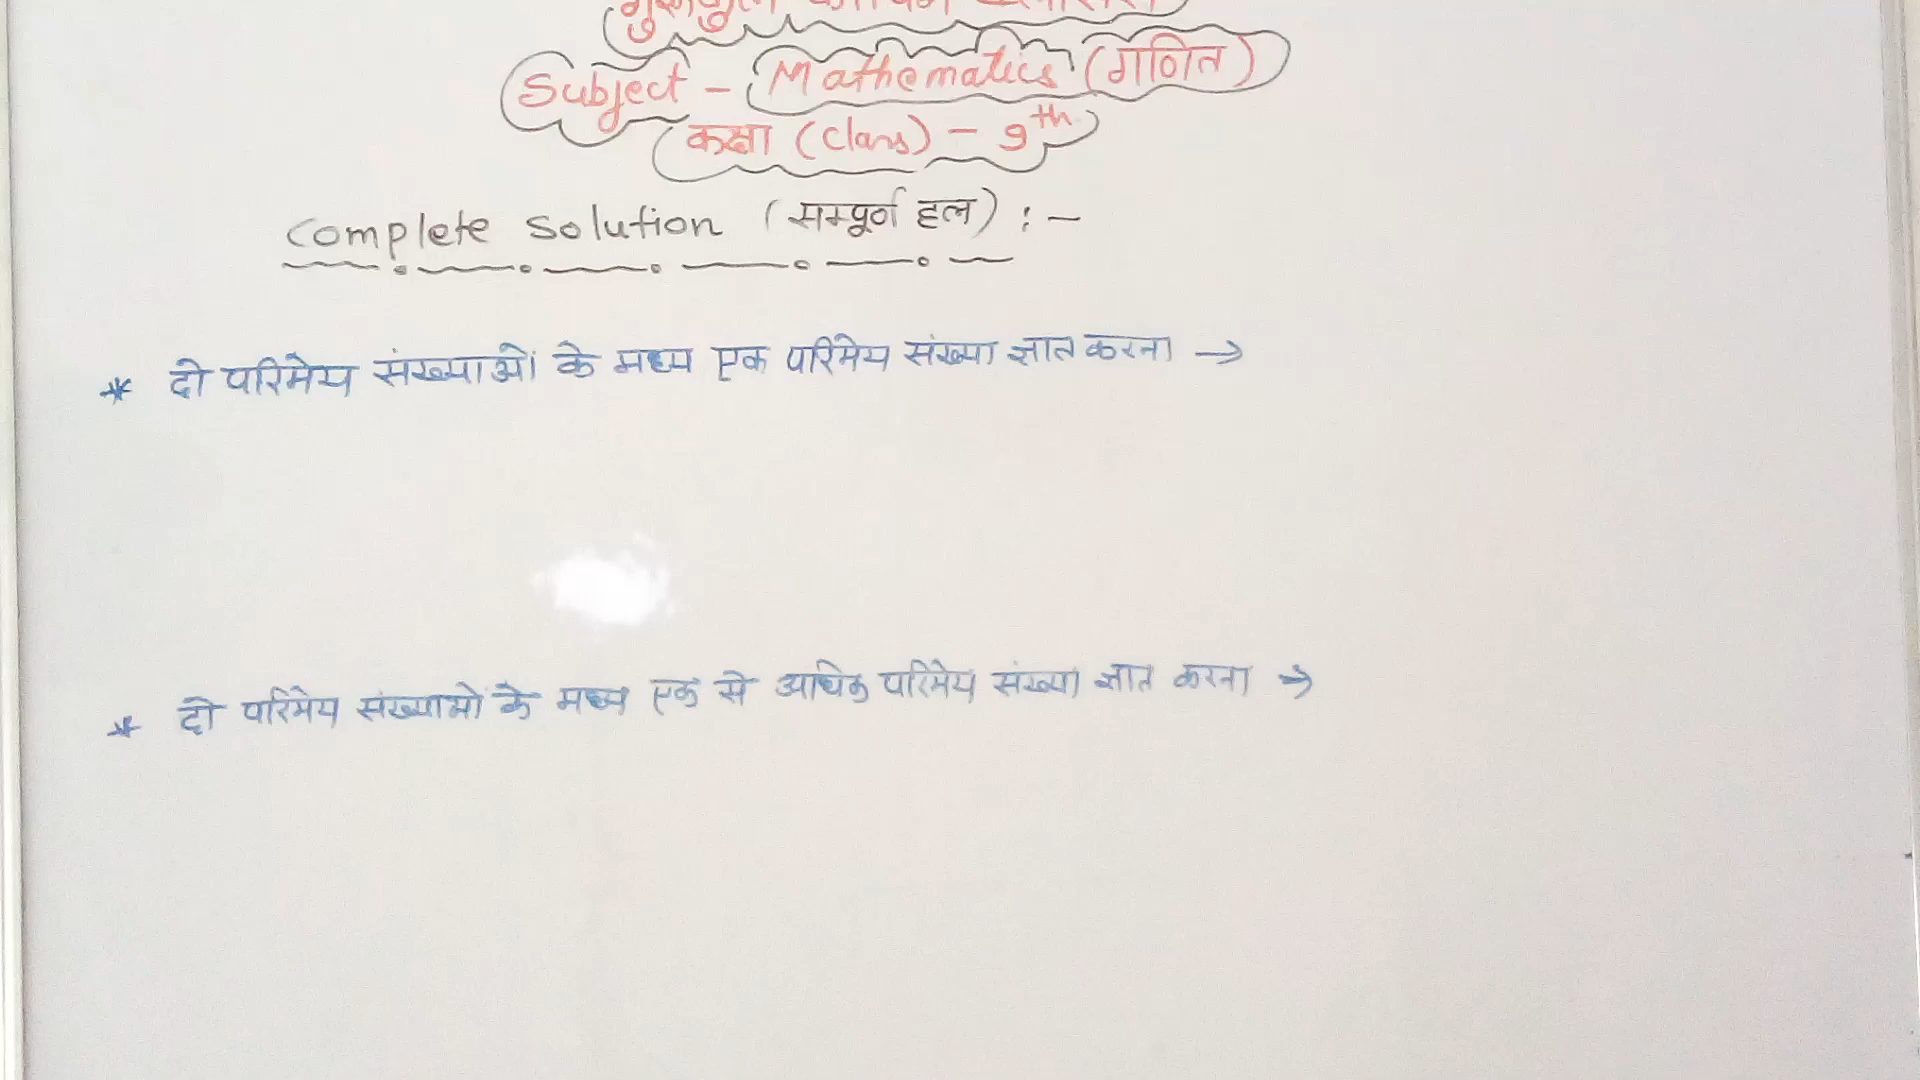 Subject - Mathematics (गणित)
कक्षा (Class) - 9th
Complete Solution (सम्पूर्ण हल) : -
* दो परिमेय संख्याओं के मध्य एक परिमेय संख्या ज्ञात करना →
* दो परिमेय संख्याओं के मध्य एक से अधिक परिमेय संख्या ज्ञात करना →